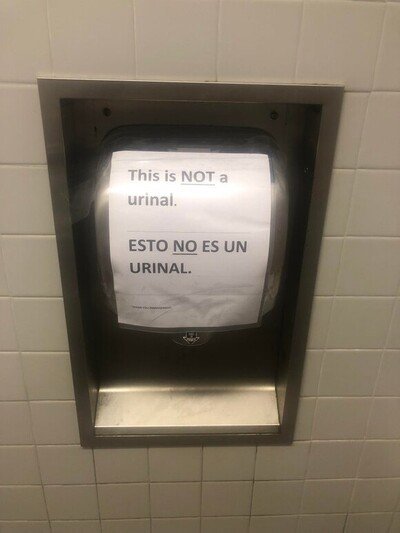 This is NOT a
urinal.
ESTO NO ES UN
URINAL.